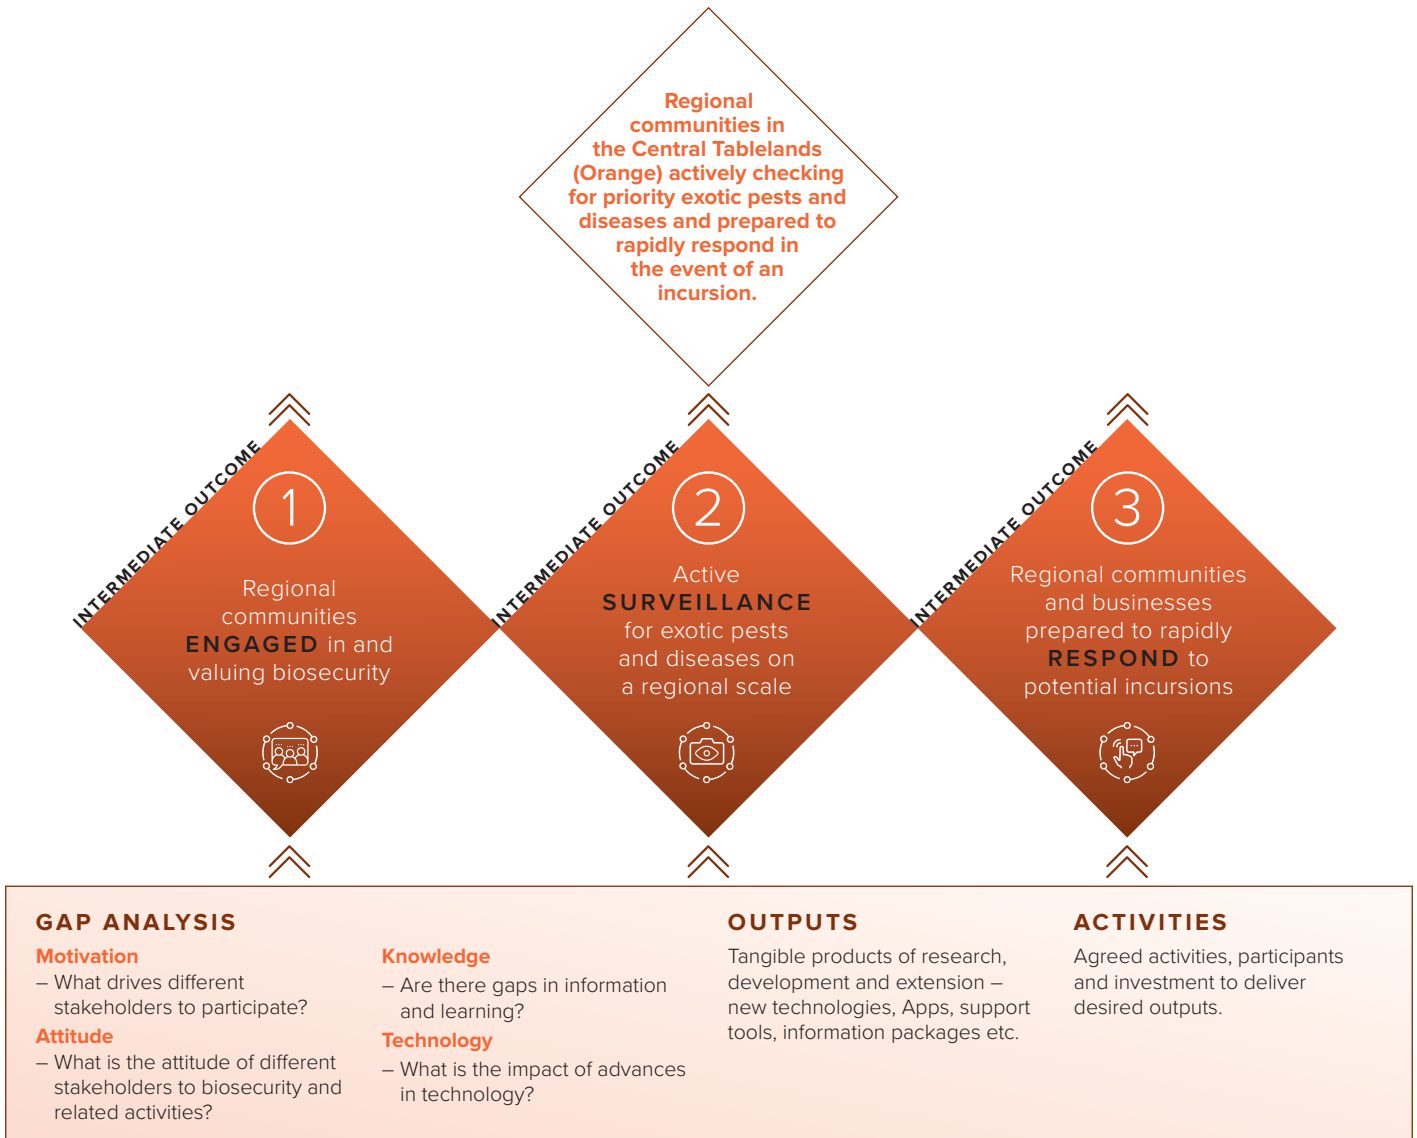 Regional
communities in
the Central Tablelands
(Orange) actively checking
for priority exotic pests and
diseases and prepared to
rapidly respond in
the event of an
incursion.
INTERMEDIATE OUTCOME
1
Regional
communities
ENGAGED in and
valuing biosecurity
INTERMEDIATE OUTCOME
2
Active
SURVEILLANCE
for exotic pests
and diseases on
a regional scale
INTERMEDIATE OUTCOME
3
Regional communities
and businesses
prepared to rapidly
RESPOND to
potential incursions
GAP ANALYSIS
Motivation
– What drives different
stakeholders to participate?
Attitude
– What is the attitude of different
stakeholders to biosecurity and
related activities?
Knowledge
– Are there gaps in information
and learning?
Technology
– What is the impact of advances
in technology?
OUTPUTS
Tangible products of research,
development and extension –
new technologies, Apps, support
tools, information packages etc.
ACTIVITIES
Agreed activities, participants
and investment to deliver
desired outputs.